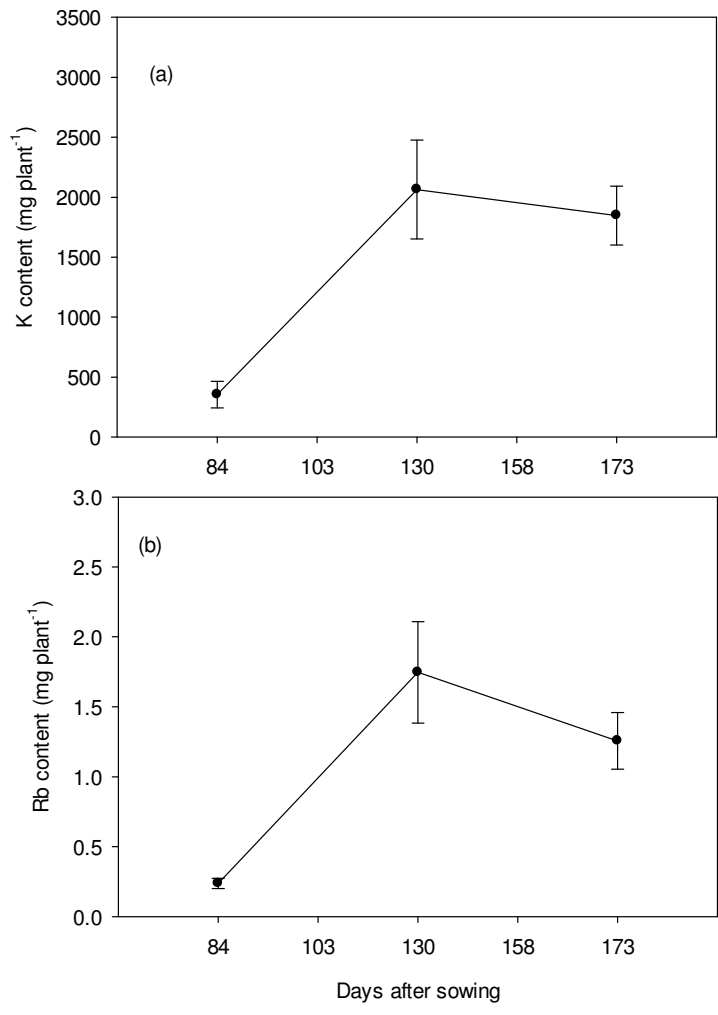 3500
3000
2500
2000
1500
1000
500
0
K content (mg plant⁻¹)
(a)
84 103 130 158 173
3.0
2.5
2.0
1.5
1.0
0.5
0.0
Rb content (mg plant⁻¹)
(b)
84 103 130 158 173
Days after sowing